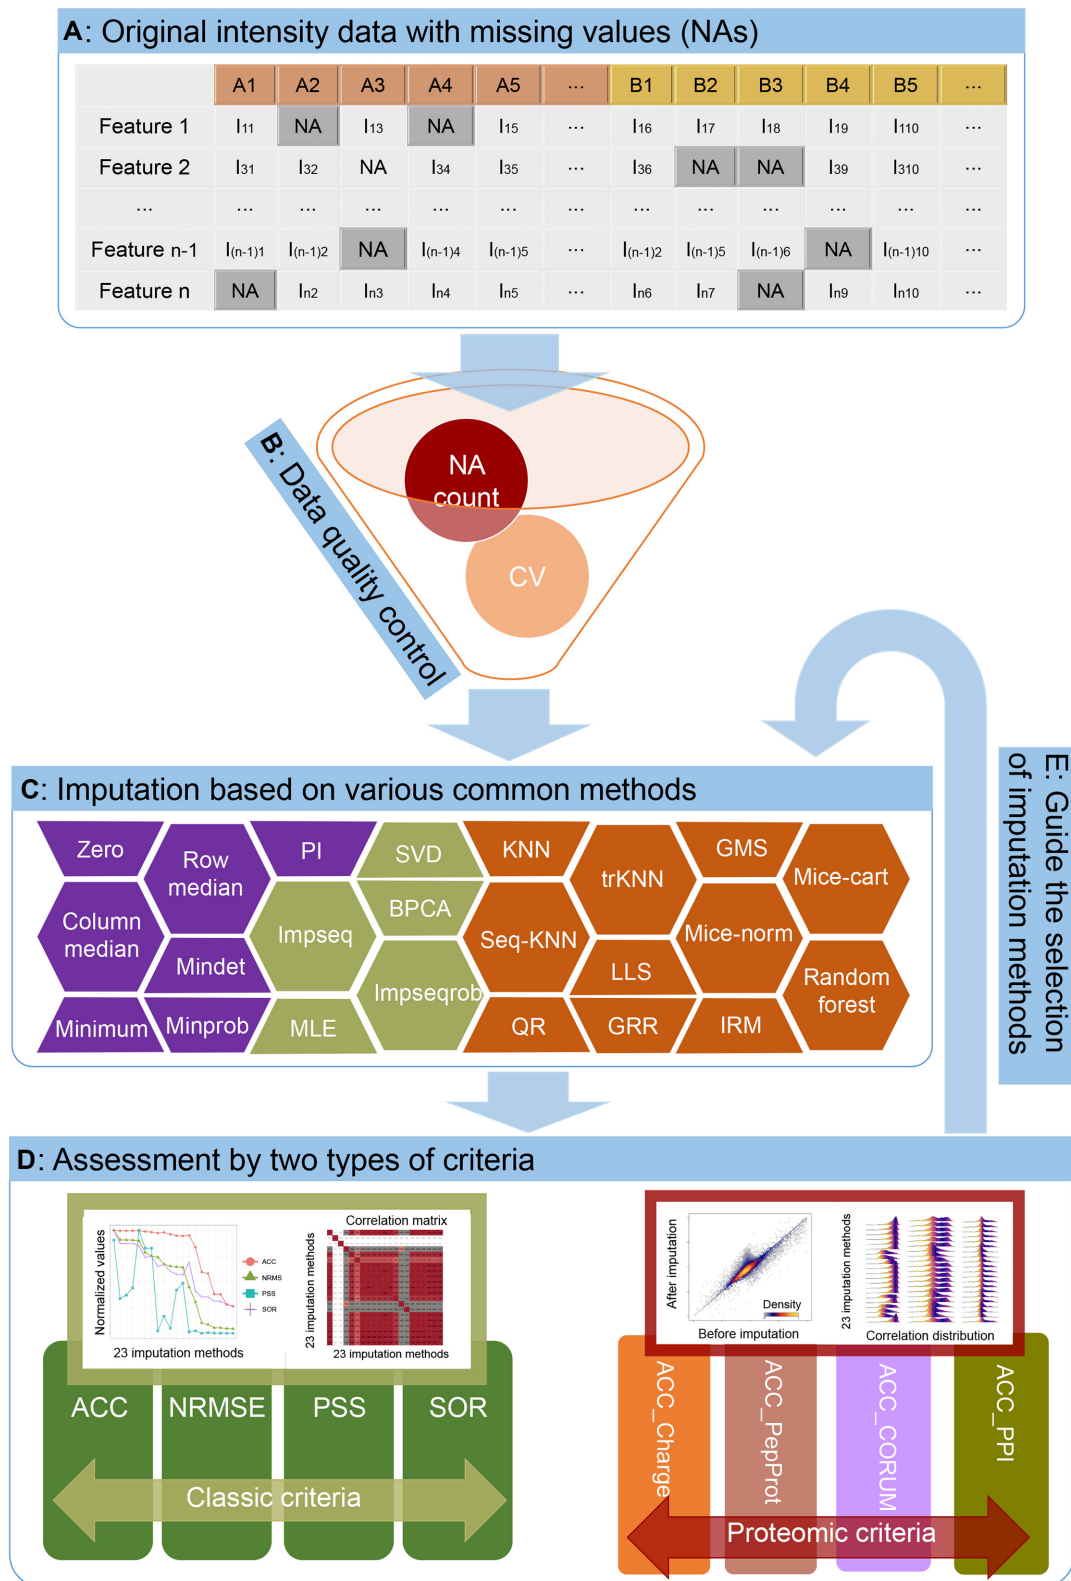 A: Original intensity data with missing values (NAs)
A1 A2 A3 A4 A5 ... B1 B2 B3 B4 B5 ...
Feature 1 I11 NA I13 NA I15 ... I16 I17 I18 I19 I110 ...
Feature 2 I31 I32 NA I34 I35 ... I36 NA NA I39 I310 ...
... ... ... ... ... ... ... ... ... ... ... ... ...
Feature n-1 I(n-1)1 I(n-1)2 NA I(n-1)4 I(n-1)5 ... I(n-1)2 I(n-1)5 I(n-1)6 NA I(n-1)10 ...
Feature n NA In2 In3 In4 In5 ... In6 In7 NA In9 In10 ...
B: Data quality control
NA
count
CV
E: Guide the selection
of imputation methods
C: Imputation based on various common methods
Zero
Row
median
PI
SVD
KNN
trKNN
GMS
Mice-cart
Column
median
Impseq
BPCA
Seq-KNN
Mice-norm
Mindet
Impseqrob
LLS
Random
forest
Minimum
Minprob
MLE
QR
GRR
IRM
D: Assessment by two types of criteria
Normalized values
23 imputation methods
ACC
NRMS
PSS
SOR
Correlation matrix
23 imputation methods
23 imputation methods
After imputation
Density
Before imputation
23 imputation methods
Correlation distribution
ACC
NRMSE
PSS
SOR
Classic criteria
ACC_Charge
ACC_PepProt
ACC_CORUM
ACC_PPI
Proteomic criteria